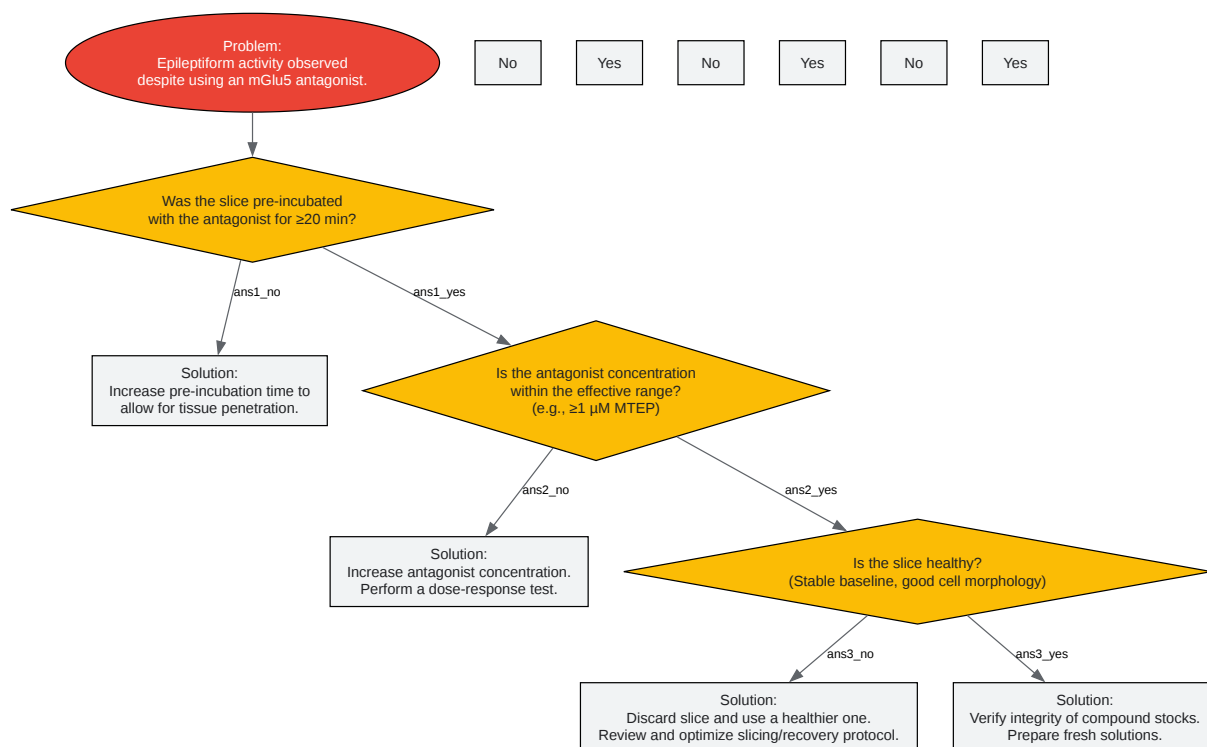 Problem:
Epileptiform activity observed
despite using an mGlu5 antagonist.
No
Yes
No
Yes
No
Yes
Was the slice pre-incubated
with the antagonist for ≥20 min?
ans1_no
ans1_yes
Solution:
Increase pre-incubation time to
allow for tissue penetration.
Is the antagonist concentration
within the effective range?
(e.g., ≥1 µM MTEP)
ans2_no
ans2_yes
Solution:
Increase antagonist concentration.
Perform a dose-response test.
Is the slice healthy?
(Stable baseline, good cell morphology)
ans3_no
ans3_yes
Solution:
Discard slice and use a healthier one.
Review and optimize slicing/recovery protocol.
Solution:
Verify integrity of compound stocks.
Prepare fresh solutions.